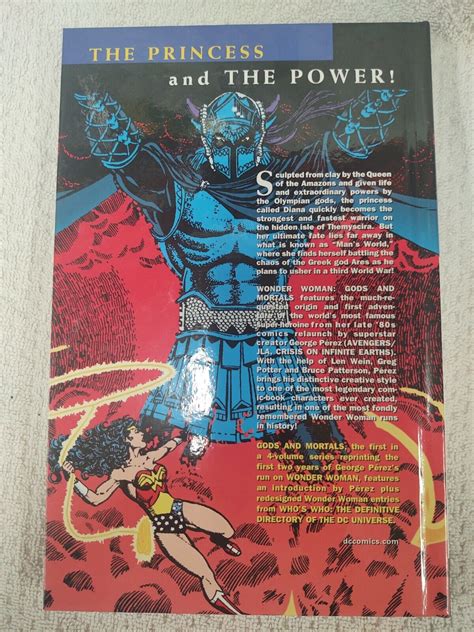 THE PRINCESS
and THE POWER!
Sculpted from clay by the Queen
of the Amazons and given life
and extraordinary powers by
the Olympian gods, the princess
called Diana quickly becomes the
strongest and fastest warrior on
the hidden isle of Themyscira. But
her ultimate fate lies far away in
what is known as "Man's World,"
where she finds herself battling the
chaos of the Greek god Ares as he
plans to usher in a third World War!
WONDER WOMAN: GODS AND
MORTALS features the much-re-
quested origin and first adven-
ture of the world's most famous
super-heroine from her late '80s
comics relaunch by superstar
creator George Pérez (AVENGERS/
JLA, CRISIS ON INFINITE EARTHS).
With the help of Len Wein, Greg
Potter and Bruce Patterson, Pérez
brings his distinctive creative style
to one of the most legendary com-
ic-book characters ever created,
resulting in one of the most fondly
remembered Wonder Woman runs
in history!
GODS AND MORTALS, the first in
a 4-volume series reprinting the
first two years of George Pérez's
run on WONDER WOMAN, features
an introduction by Pérez plus
redesigned Wonder Woman entries
from WHO'S WHO: THE DEFINITIVE
DIRECTORY OF THE DC UNIVERSE.
dccomics.com